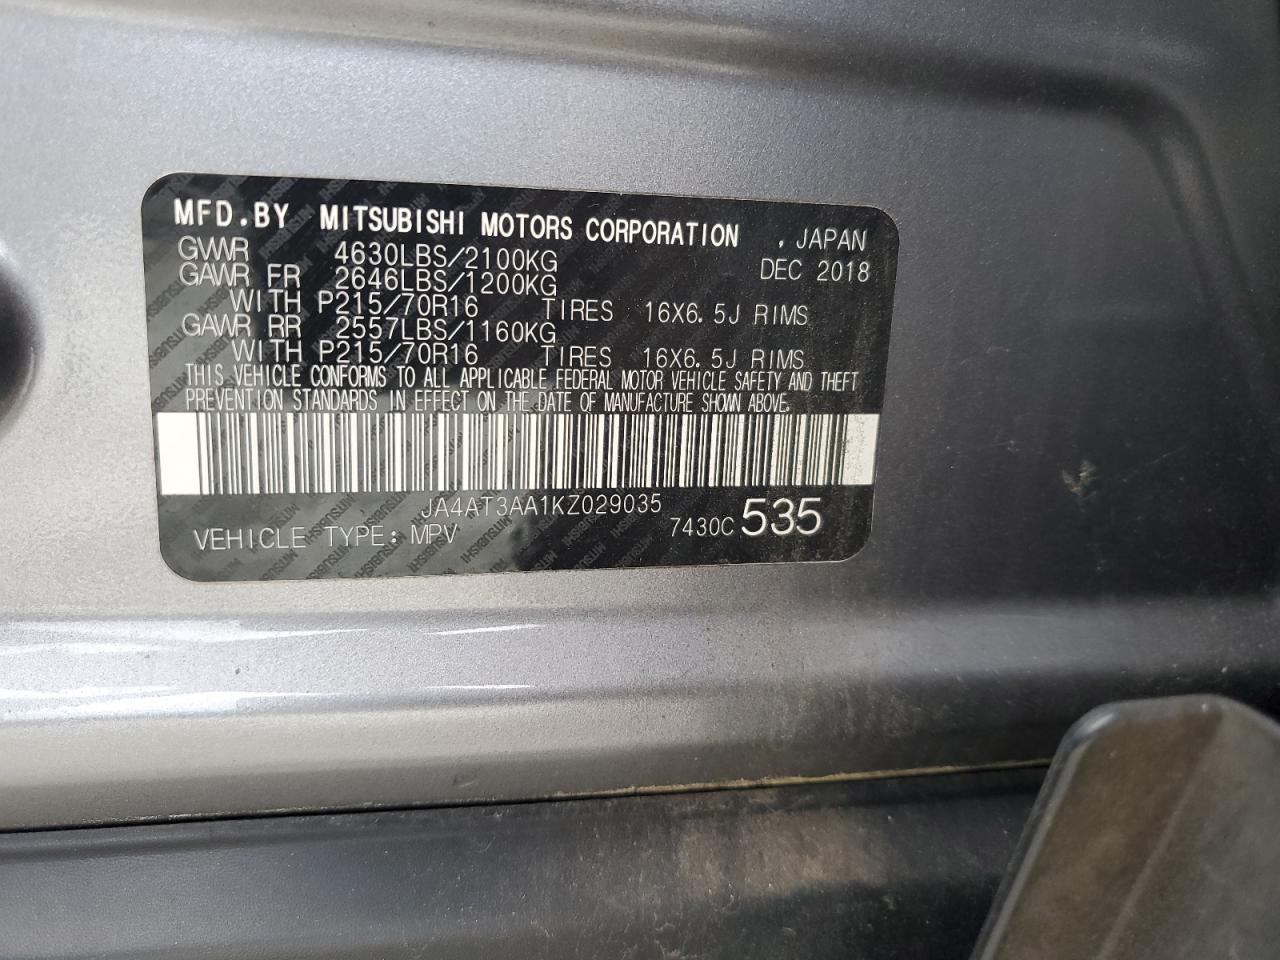 MFD.BY MITSUBISHI MOTORS CORPORATION , JAPAN
GVWR 4630LBS/2100KG DEC 2018
GAWR FR 2646LBS/1200KG
WITH P215/70R16 TIRES 16X6.5J RIMS
GAWR RR 2557LBS/1160KG
WITH P215/70R16 TIRES 16X6.5J RIMS
THIS VEHICLE CONFORMS TO ALL APPLICABLE FEDERAL MOTOR VEHICLE SAFETY AND THEFT
PREVENTION STANDARDS IN EFFECT ON THE DATE OF MANUFACTURE SHOWN ABOVE.
JA4AT3AA1KZ029035
VEHICLE TYPE: MPV 7430C 535